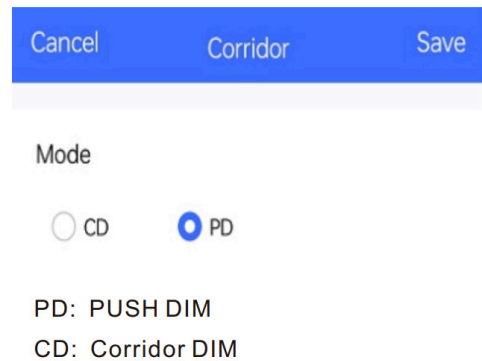 Cancel Corridor Save
Mode
CD PD
PD: PUSH DIM
CD: Corridor DIM